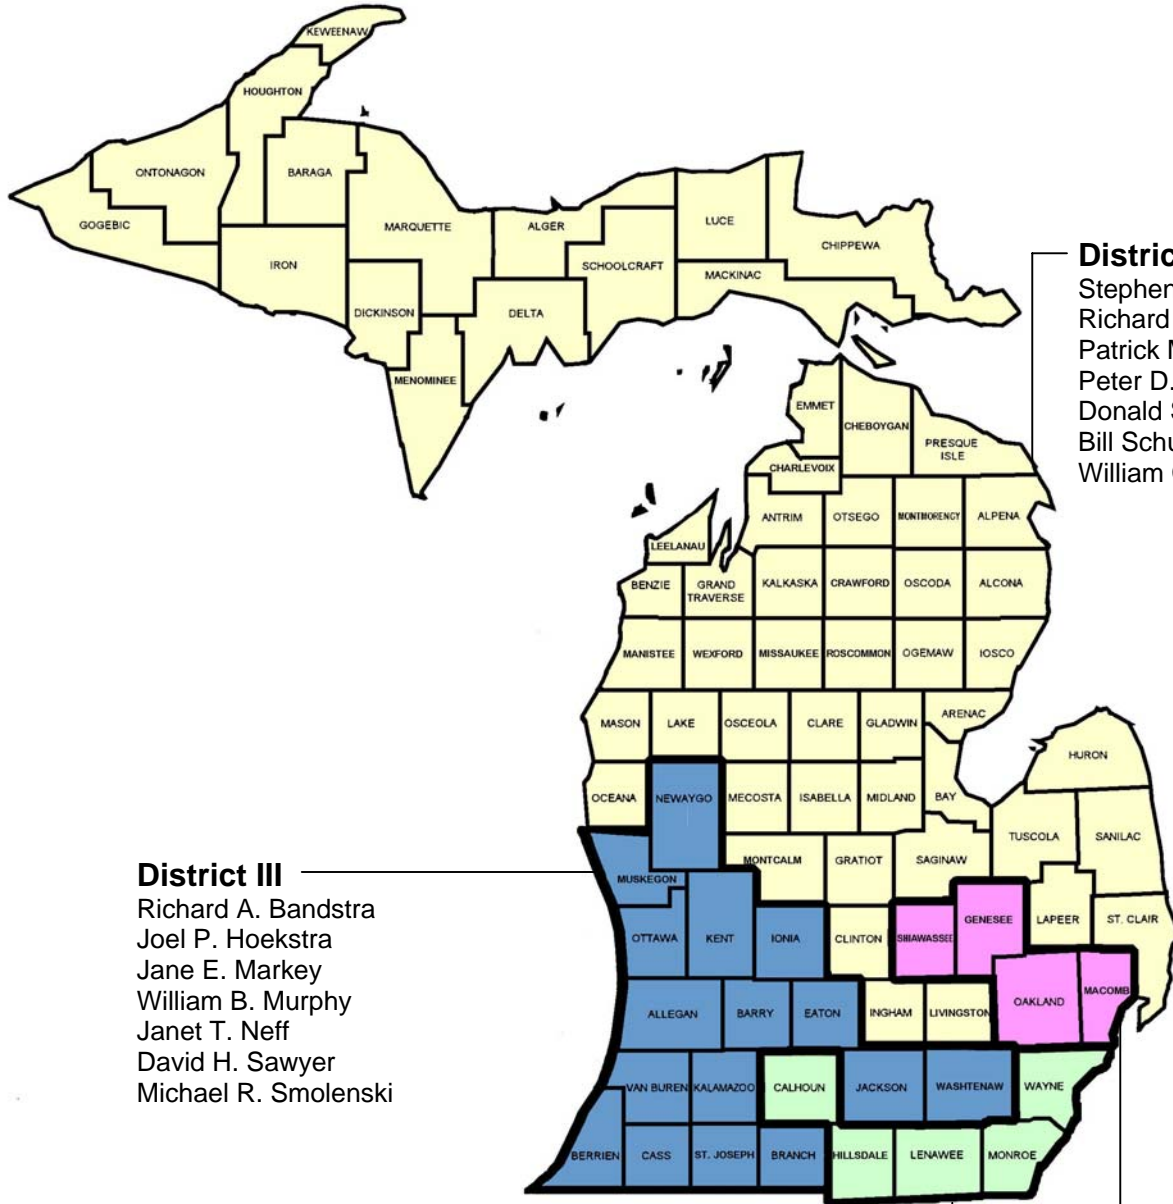 KEWEENAW
HOUGHTON
ONTONAGON
BARAGA
GOGEBIC
MARQUETTE
ALGER
LUCE
CHIPPEWA
IRON
SCHOOLCRAFT
MACKINAC
DICKINSON
DELTA
MENOMINEE
Stephen
Richard
Patrick
Peter D.
Donald
Bill
William
EMMET
CHEBOYGAN
PRESQUE
ISLE
CHARLEVOIX
ANTRIM
OTSEGO
MONTMORENCY
ALPENA
LEELANAU
BENZIE
GRAND
TRAVERSE
KALKASKA
CRAWFORD
OSCODA
ALCONA
MANISTEE
WEXFORD
MISSAUKEE
ROSCOMMON
OGEMAW
IOSCO
MASON
LAKE
OSCEOLA
CLARE
GLADWIN
ARENAC
HURON
OCEANA
NEWAYGO
MECOSTA
ISABELLA
MIDLAND
BAY
TUSCOLA
SANILAC
MONTCALM
GRATIOT
SAGINAW
MUSKEGON
District III
Richard A. Bandstra
Joel P. Hoekstra
Jane E. Markey
William B. Murphy
Janet T. Neff
David H. Sawyer
Michael R. Smolenski
OTTAWA
KENT
IONIA
CLINTON
SHIAWASSEE
GENESEE
LAPEER
ST. CLAIR
ALLEGAN
BARRY
EATON
INGHAM
LIVINGSTON
OAKLAND
MACOMB
VAN BUREN
KALAMAZOO
CALHOUN
JACKSON
WASHTENAW
WAYNE
BERRIEN
CASS
ST. JOSEPH
BRANCH
HILLSDALE
LENAWEE
MONROE